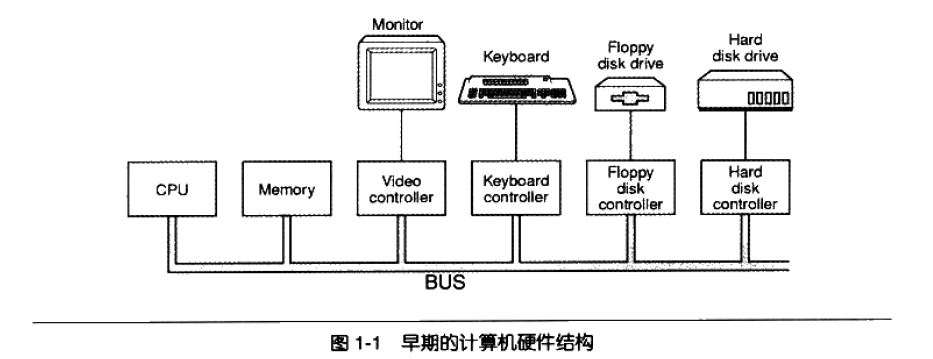 Monitor
Keyboard
Floppy
disk drive
Hard
disk drive
CPU
Memory
Video
controller
Keyboard
controller
Floppy
disk
controller
Hard
disk
controller
BUS
图 1-1 早期的计算机硬件结构